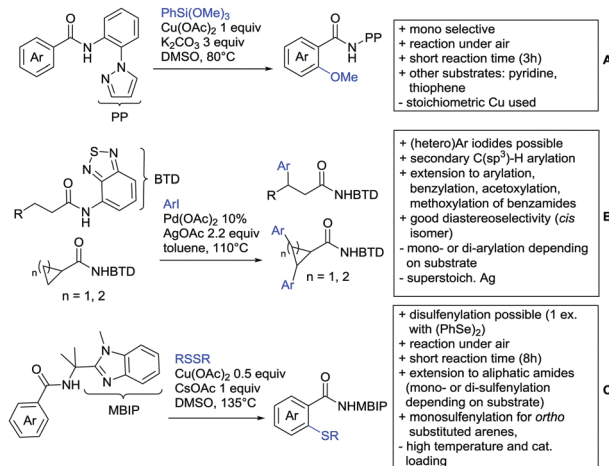 PhSi(OMe)₃
Cu(OAc)₂ 1 equiv
K₂CO₃ 3 equiv
DMSO, 80°C
O
N
H
Ar
N
N
PP
O
N
H
PP
Ar
OMe
+ mono selective
+ reaction under air
+ short reaction time (3h)
+ other substrates: pyridine,
thiophene
- stoichiometric Cu used
A
S
N
N
O
R
N
H
BTD
O
NHBTD
( )
n
n = 1, 2
ArI
Pd(OAc)₂ 10%
AgOAc 2.2 equiv
toluene, 110°C
Ar
O
R
NHBTD
Ar
O
( )
n
NHBTD
Ar
n = 1, 2
+ (hetero)Ar iodides possible
+ secondary C(sp³)-H arylation
+ extension to arylation,
benzylation, acetoxylation,
methoxylation of benzamides
+ good diastereoselectivity (cis
isomer)
- mono- or di-arylation depending
on substrate
- superstoich. Ag
B
N
N
O
NH
Ar
MBIP
RSSR
Cu(OAc)₂ 0.5 equiv
CsOAc 1 equiv
DMSO, 135°C
O
NHMBIP
Ar
SR
+ disulfenylation possible (1 ex.
with (PhSe)₂)
+ reaction under air
+ short reaction time (8h)
+ extension to aliphatic amides
(mono- or di-sulfenylation
depending on substrate)
+ monosulfenylation for ortho
substituted arenes,
- high temperature and cat.
loading
C